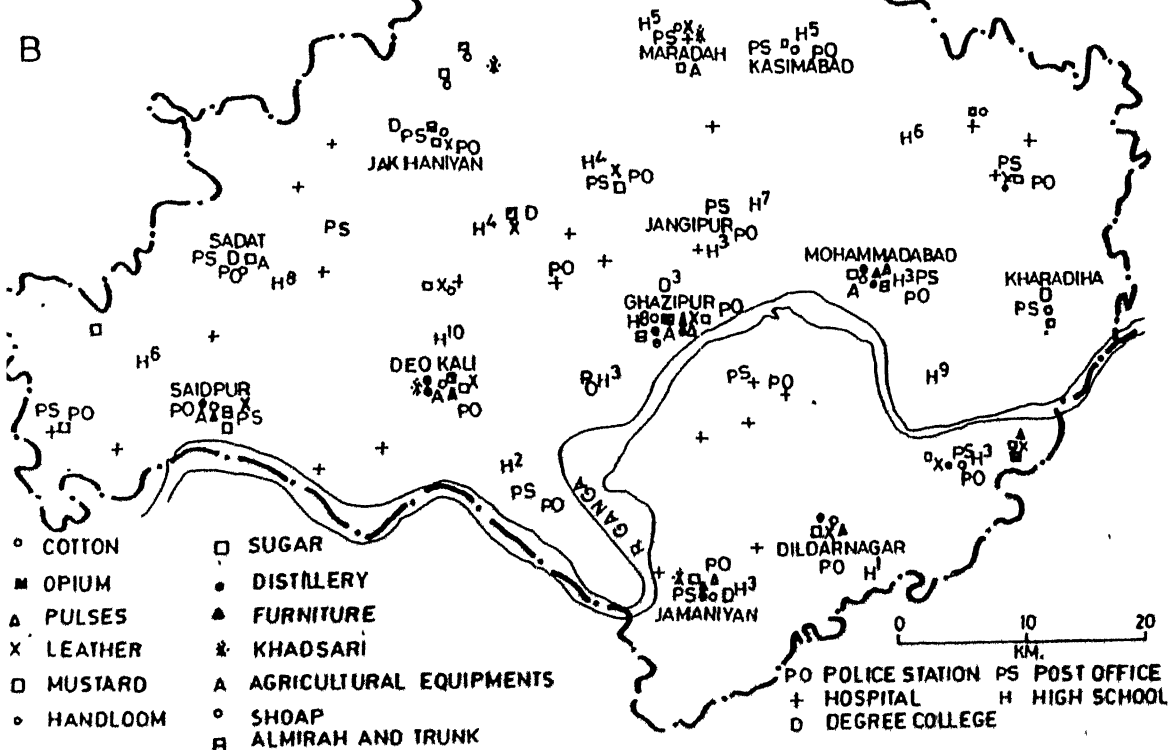 B
H5
PS
MARADAH
A
H5
PS
PO
KASIMABAD
D
PS
PO
JAKHANIYAN
H4
PS PO
H6
PS
PO
PS
H4
D
PS H7
JANGIPUR PO
H3
SADAT
PS D A
PO
H8
PO
MOHAMMADABAD
H3 PS
A
PO
KHARADIHA
PS
D3
GHAZIPUR PO
H8
A A
H10
H6
DEO KALI
A
PO
H3
PS PO
H9
SAIDPUR
PO
A PS
PS PO
H2
PS
PO
R GANGA
PS H3
PO
DILDARNAGAR
PO
H1
PO
PS D H3
JAMANIYAN
COTTON
OPIUM
PULSES
LEATHER
MUSTARD
HANDLOOM
SUGAR
DISTILLERY
FURNITURE
KHADSARI
A AGRICULTURAL EQUIPMENTS
SHOAP
ALMIRAH AND TRUNK
0 10 20
KM.
PO POLICE STATION PS POST OFFICE
+ HOSPITAL H HIGH SCHOOL
D DEGREE COLLEGE